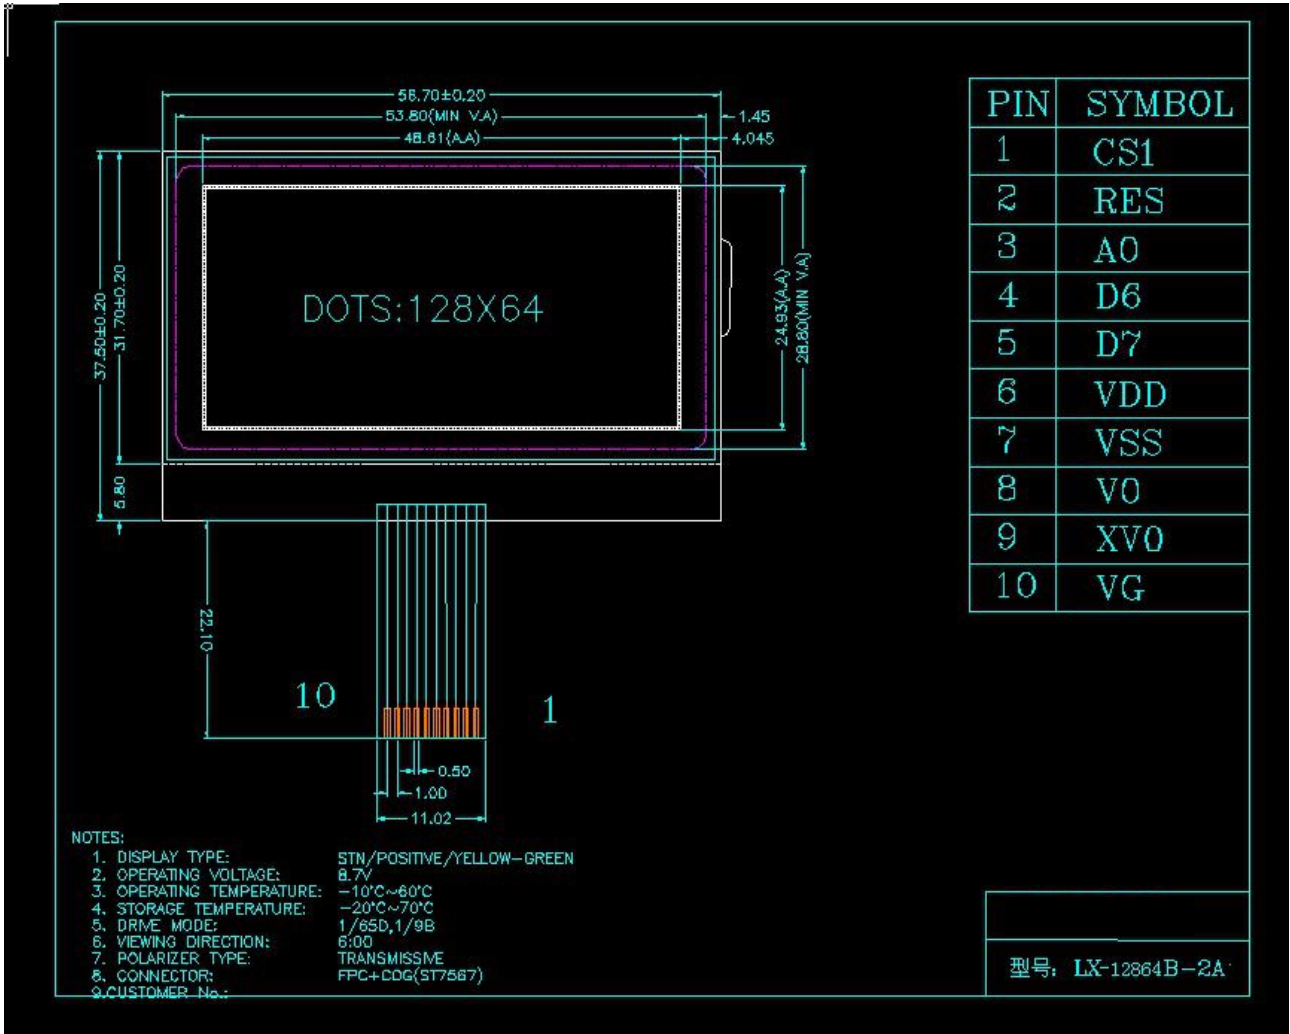 56.70±0.20
53.80(MIN V.A)
1.45
48.61(A.A)
4.045
PIN SYMBOL
1 CS1
2 RES
3 A0
4 D6
5 D7
6 VDD
7 VSS
8 V0
9 XV0
10 VG
DOTS:128X64
37.50±0.20
31.70±0.20
24.93(A.A)
28.80(MIN V.A)
5.80
22.10
10
1
0.50
1.00
11.02
NOTES:
1. DISPLAY TYPE: STN/POSITIVE/YELLOW-GREEN
2. OPERATING VOLTAGE: 8.7V
3. OPERATING TEMPERATURE: -10°C~60°C
4. STORAGE TEMPERATURE: -20°C~70°C
5. DRIVE MODE: 1/65D,1/9B
6. VIEWING DIRECTION: 6:00
7. POLARIZER TYPE: TRANSMISSIVE
8. CONNECTOR: FPC+COG(ST7567)
9.CUSTOMER No.:
型号: LX-12864B-2A